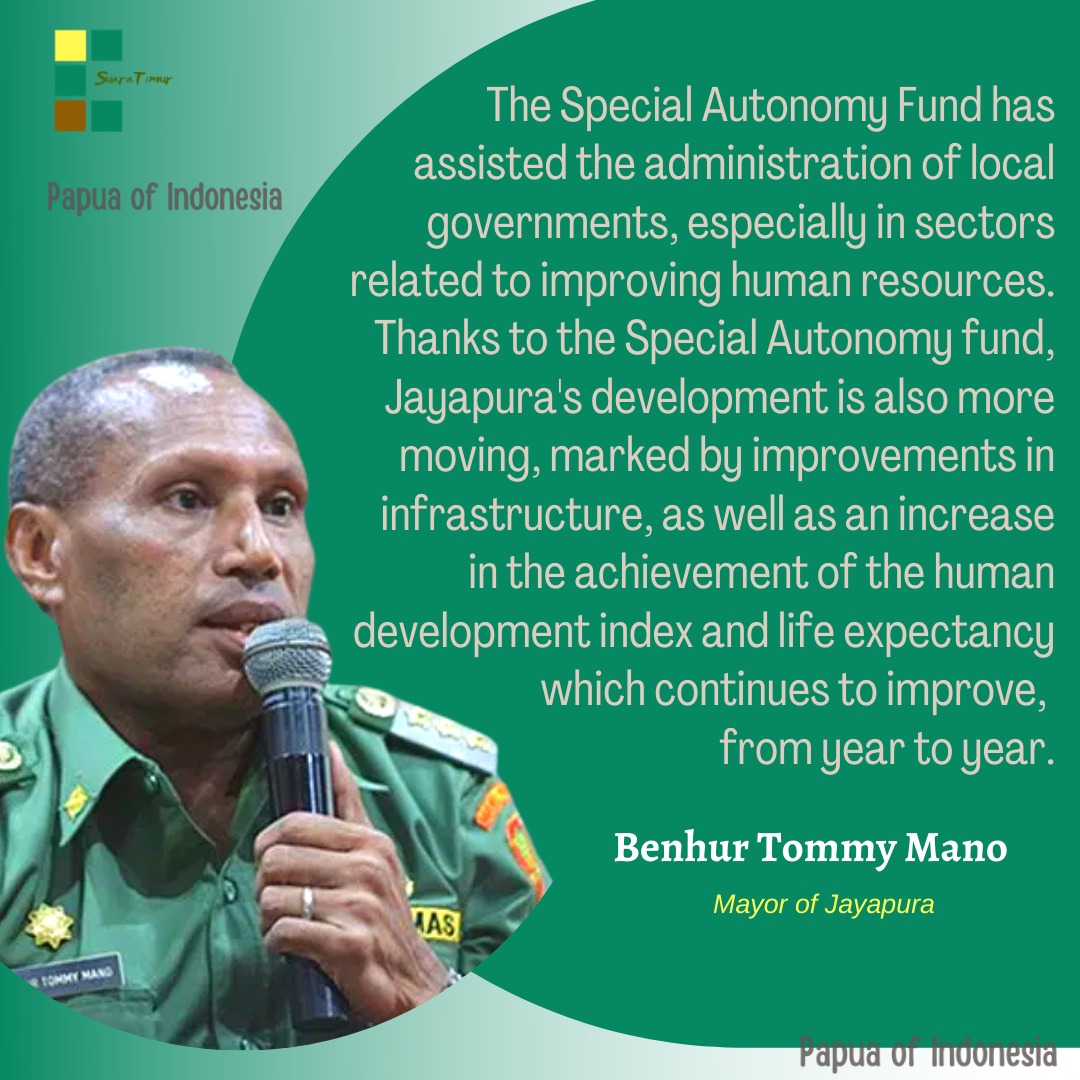 Suara Timur
Papua of Indonesia
The Special Autonomy Fund has
assisted the administration of local
governments, especially in sectors
related to improving human resources.
Thanks to the Special Autonomy fund,
Jayapura's development is also more
moving, marked by improvements in
infrastructure, as well as an increase
in the achievement of the human
development index and life expectancy
which continues to improve,
from year to year.
Benhur Tommy Mano
Mayor of Jayapura
MAS
TOMMY MANO
Papua of Indonesia